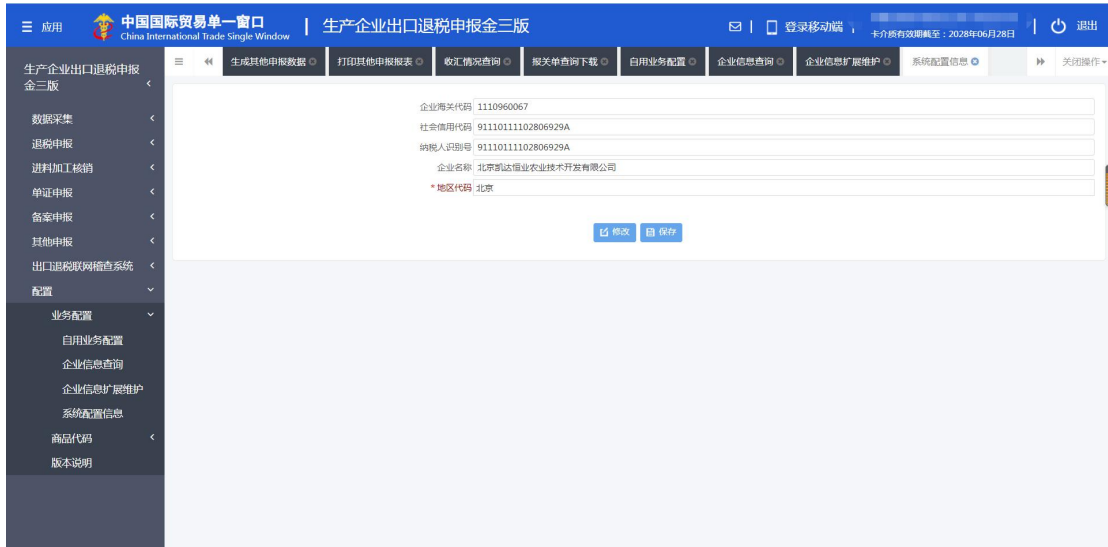 应用
中国国际贸易单一窗口
China International Trade Single Window
生产企业出口退税申报金三版
登录移动端
卡介质有效期截至：2028年06月28日
退出
生产企业出口退税申报
金三版
数据采集
退税申报
进料加工核销
单证申报
备案申报
其他申报
出口退税联网稽查系统
配置
业务配置
自用业务配置
企业信息查询
企业信息扩展维护
系统配置信息
商品代码
版本说明
生成其他申报数据
打印其他申报报表
收汇情况查询
报关单查询下载
自用业务配置
企业信息查询
企业信息扩展维护
系统配置信息
关闭操作
企业海关代码 1110960067
社会信用代码 91110111102806929A
纳税人识别号 91110111102806929A
企业名称 北京凯达恒业农业技术开发有限公司
*地区代码 北京
修改 保存